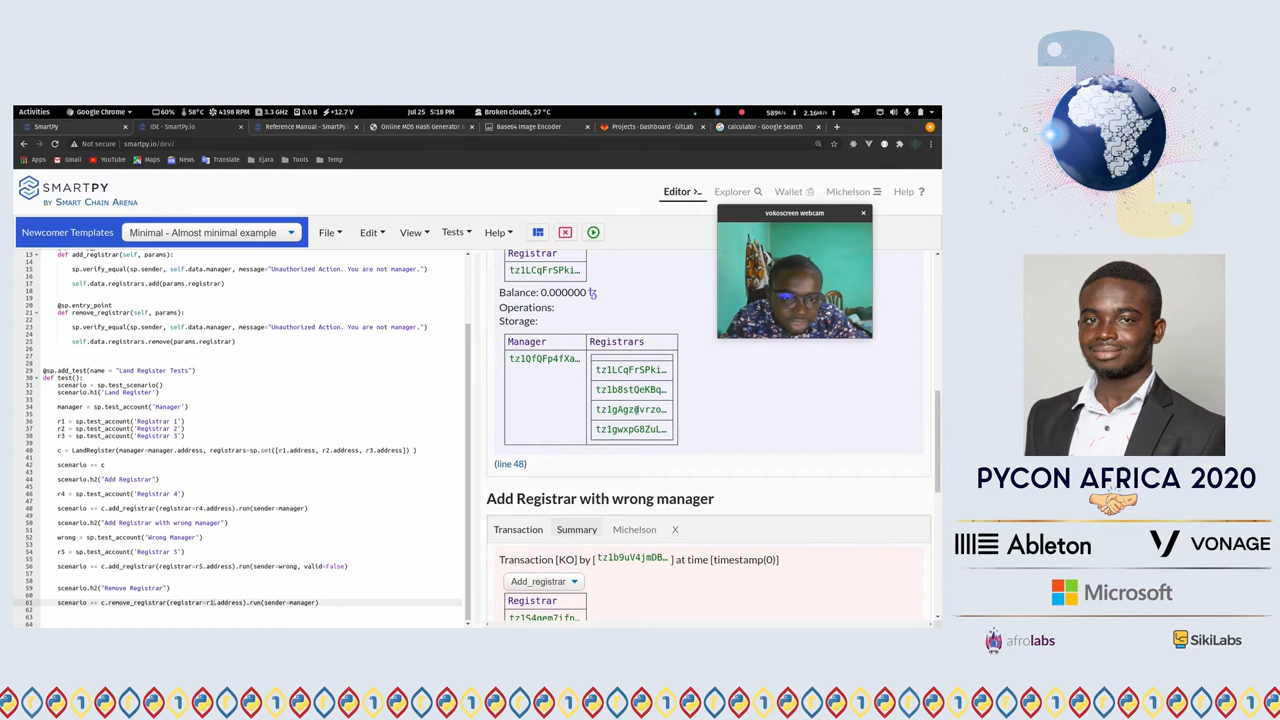 Activities
Google Chrome
60%
58°C
4198 RPM
3.3 GHz
0.0 B
+12.7 V
Jul 25 5:18 PM
Broken clouds, 27 °C
SmartPy
IDE - SmartPy.io
Reference Manual - SmartPy
Online MD5 Hash Generator
Base64 Image Encoder
Projects · Dashboard · GitLab
calculator - Google Search
Not secure
smartpy.io/dev/
Apps
Gmail
YouTube
Maps
News
Translate
Ejara
Tools
Temp
SMARTPY
by SMART CHAIN ARENA
Editor >_
Explorer
Wallet
Michelson
Help ?
Newcomer Templates
Minimal - Almost minimal example
File
Edit
View
Tests
Help
vokoscreen webcam
def add_registrar(self, params):
sp.verify_equal(sp.sender, self.data.manager, message="Unauthorized Action. You are not manager.")
self.data.registrars.add(params.registrar)
@sp.entry_point
def remove_registrar(self, params):
sp.verify_equal(sp.sender, self.data.manager, message="Unauthorized Action. You are not manager.")
self.data.registrars.remove(params.registrar)
@sp.add_test(name = "Land Register Tests")
def test():
scenario = sp.test_scenario()
scenario.h1('Land Register')
manager = sp.test_account('Manager')
r1 = sp.test_account('Registrar 1')
r2 = sp.test_account('Registrar 2')
r3 = sp.test_account('Registrar 3')
c = LandRegister(manager=manager.address, registrars=sp.set([r1.address, r2.address, r3.address]) )
scenario += c
scenario.h2("Add Registrar")
r4 = sp.test_account('Registrar 4')
scenario += c.add_registrar(registrar=r4.address).run(sender=manager)
scenario.h2("Add Registrar with wrong manager")
wrong = sp.test_account('Wrong Manager')
r5 = sp.test_account('Registrar 5')
scenario += c.add_registrar(registrar=r5.address).run(sender=wrong, valid=False)
scenario.h2("Remove Registrar")
scenario += c.remove_registrar(registrar=r1.address).run(sender=manager)
Registrar
tz1LCqFrSPki…
Balance: 0.000000 ꜩ
Operations:
Storage:
Manager
Registrars
tz1QfQFp4fXa…
tz1LCqFrSPki…
tz1b8stQeKBq…
tz1gwxpG8ZuL…
(line 48)
Add Registrar with wrong manager
Transaction
Summary
Michelson
X
Transaction [KO] by [ tz1b9uV4jmDB… ] at time [timestamp(0)]
Add_registrar
Registrar
PYCON AFRICA 2020
Ableton
VONAGE
Microsoft
afrolabs
SikiLabs